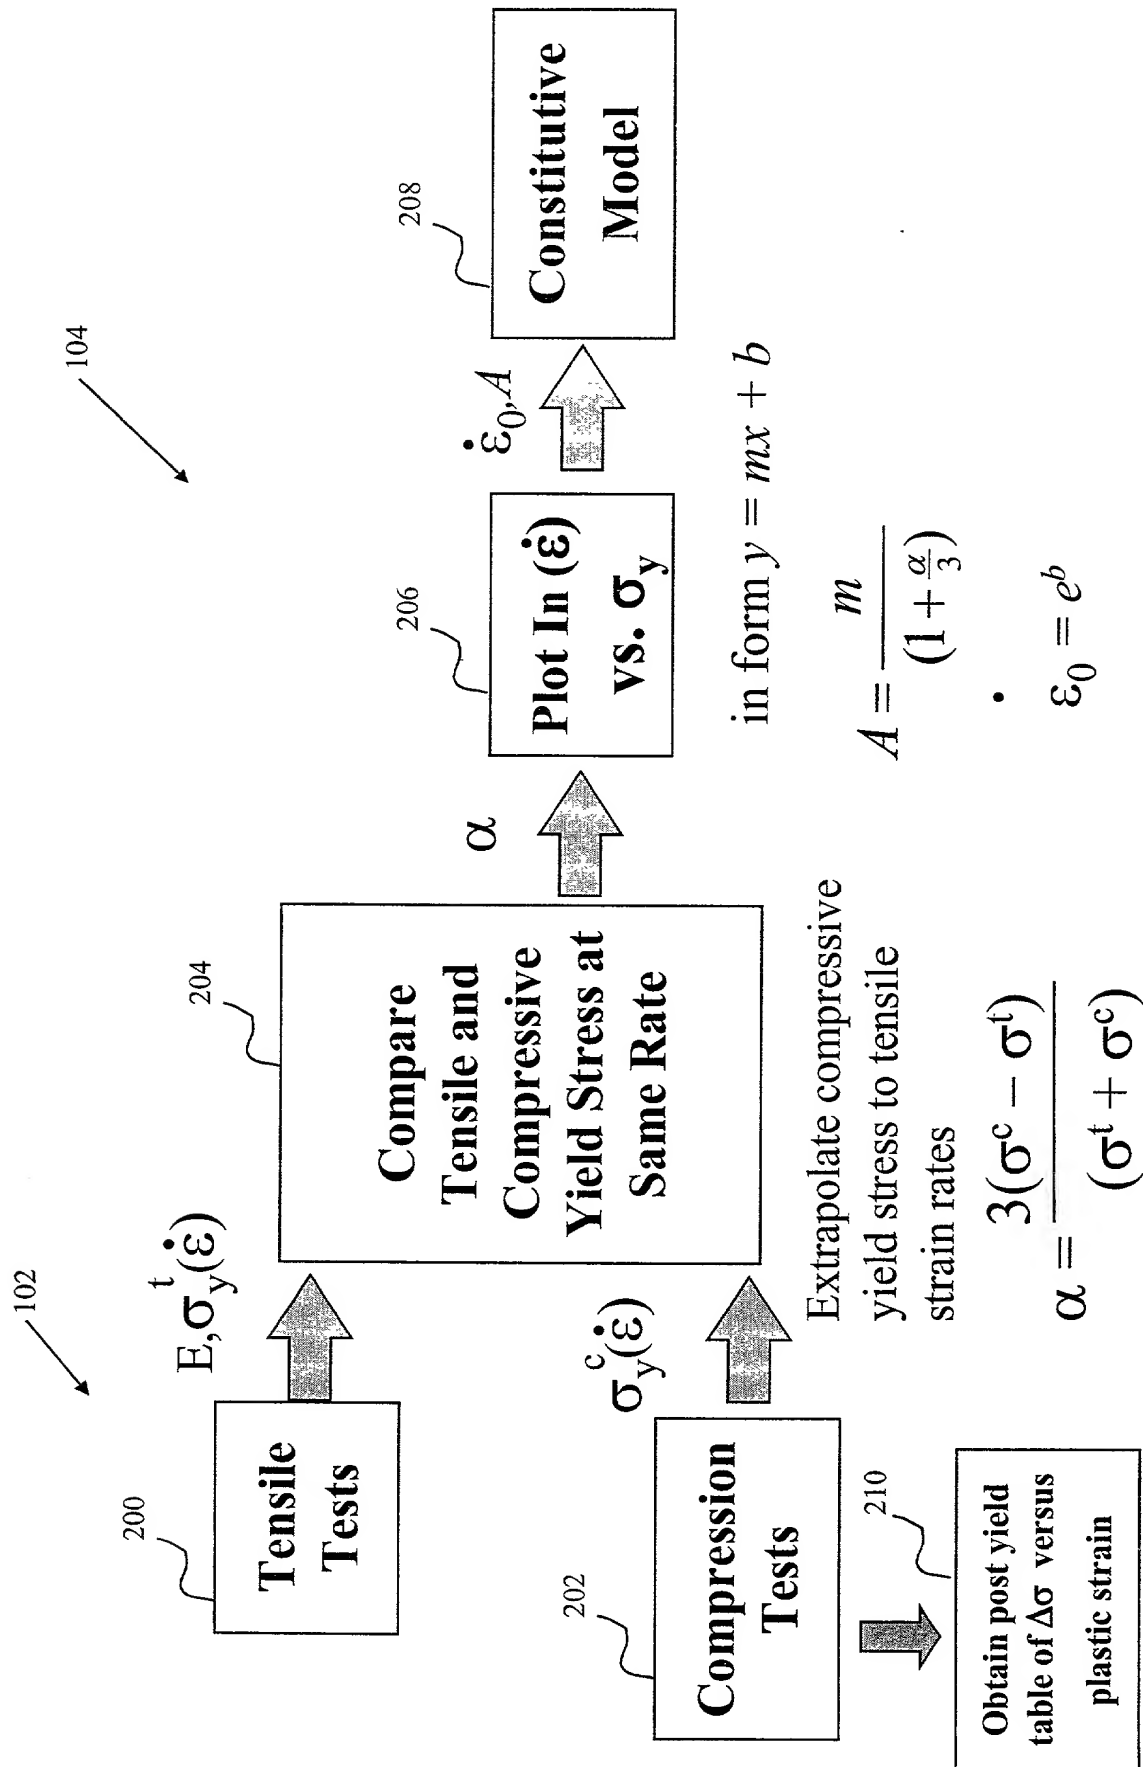 102
104
200
Tensile
Tests
E, σ_y^t(ε̇)
202
Compression
Tests
σ_y^c(ε̇)
210
Obtain post yield
table of Δσ versus
plastic strain
204
Compare
Tensile and
Compressive
Yield Stress at
Same Rate
Extrapolate compressive
yield stress to tensile
strain rates
α = 3(σ^c − σ^t) / (σ^t + σ^c)
α
206
Plot ln (ε̇)
vs. σ_y
in form y = mx + b
A = m / (1 + α/3)
ε̇_0 = e^b
ε̇_0, A
208
Constitutive
Model